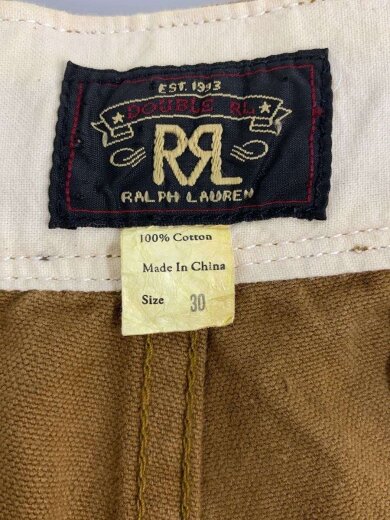 EST. 1993
DOUBLE RL
RRL
RALPH LAUREN
100% Cotton
Made In China
Size 30